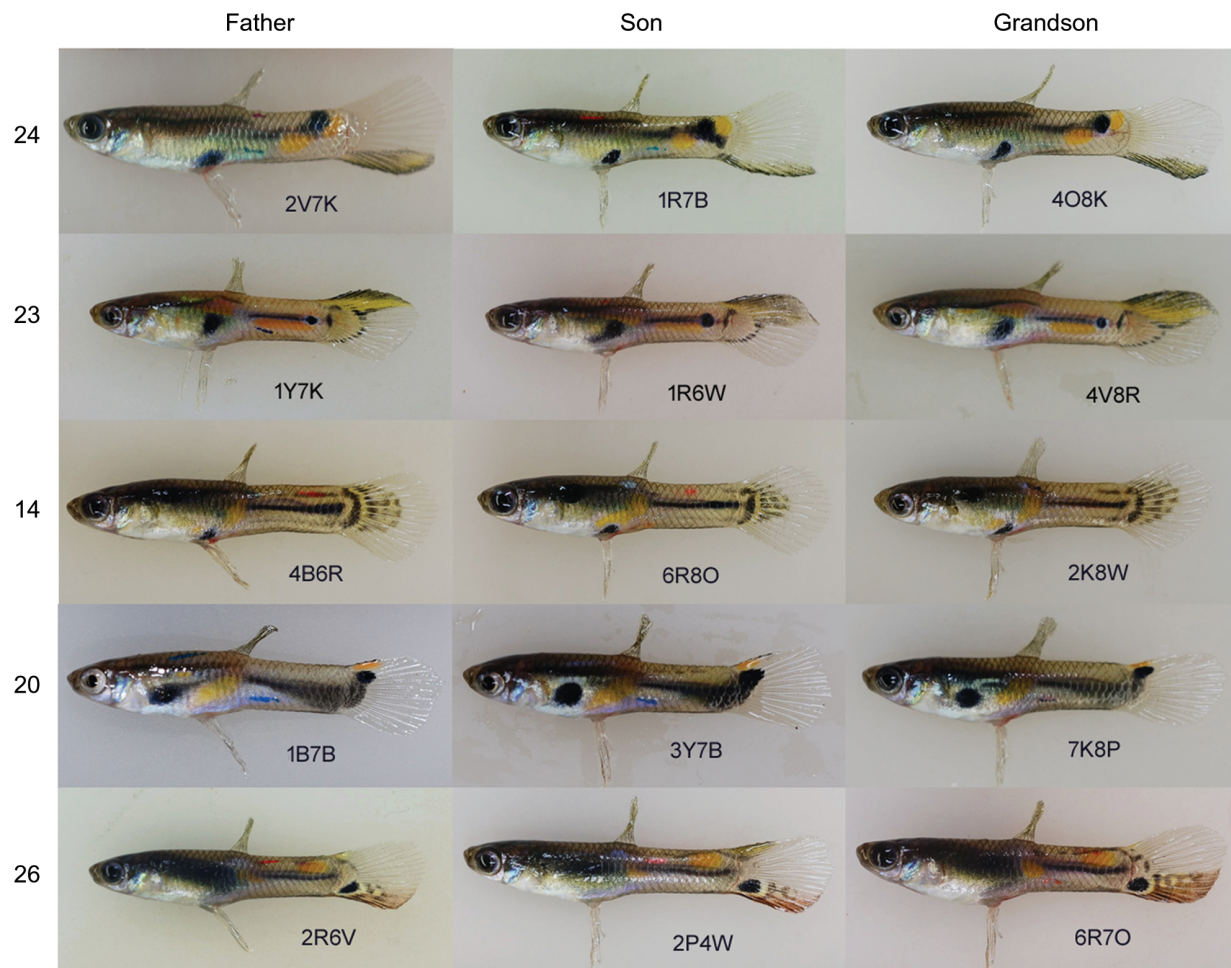 Father Son Grandson
24
2V7K 1R7B 4O8K
23
1Y7K 1R6W 4V8R
14
4B6R 6R8O 2K8W
20
1B7B 3Y7B 7K8P
26
2R6V 2P4W 6R7O